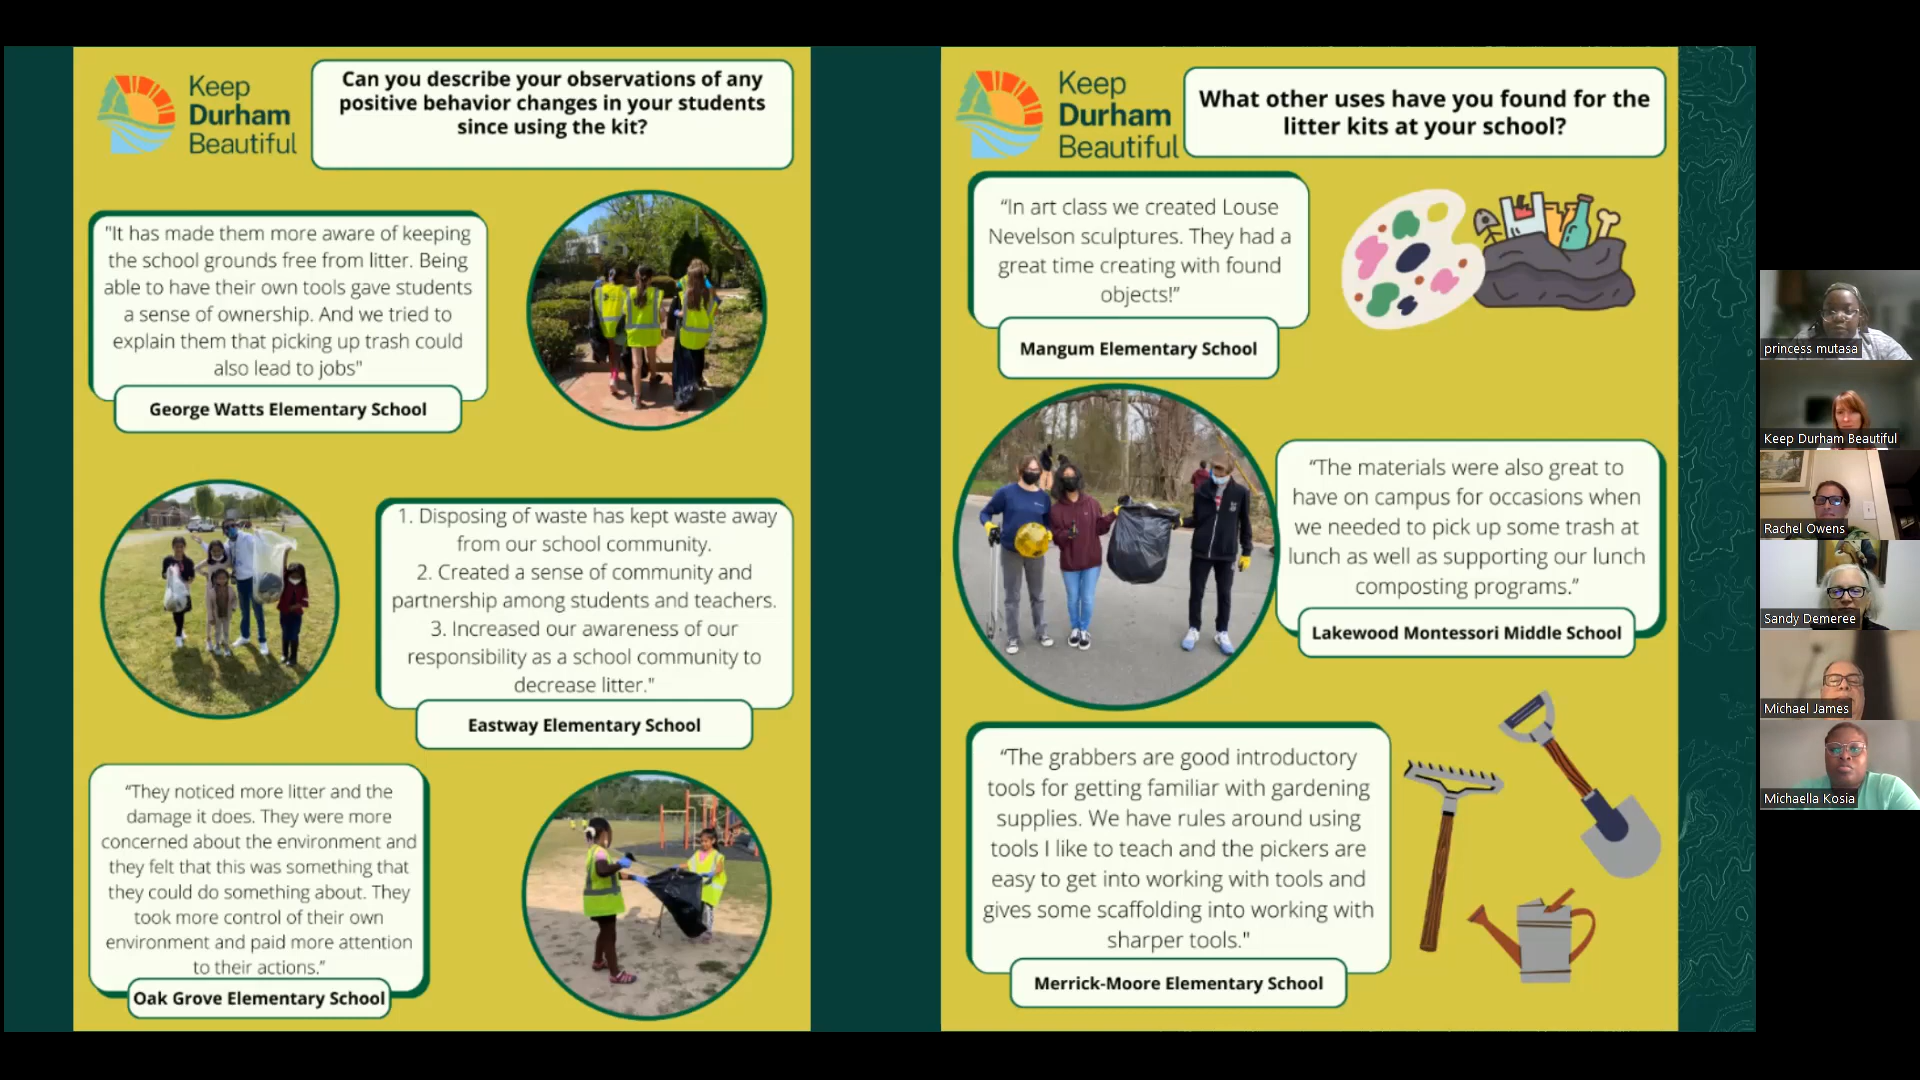 Keep
Durham
Beautiful
Can you describe your observations of any
positive behavior changes in your students
since using the kit?
"It has made them more aware of keeping
the school grounds free from litter. Being
able to have their own tools gave students
a sense of ownership. And we tried to
explain them that picking up trash could
also lead to jobs"
George Watts Elementary School
1. Disposing of waste has kept waste away
from our school community.
2. Created a sense of community and
partnership among students and teachers.
3. Increased our awareness of our
responsibility as a school community to
decrease litter."
Eastway Elementary School
“They noticed more litter and the
damage it does. They were more
concerned about the environment and
they felt that this was something that
they could do something about. They
took more control of their own
environment and paid more attention
to their actions.”
Oak Grove Elementary School
Keep
Durham
Beautiful
What other uses have you found for the
litter kits at your school?
“In art class we created Louse
Nevelson sculptures. They had a
great time creating with found
objects!”
Mangum Elementary School
“The materials were also great to
have on campus for occasions when
we needed to pick up some trash at
lunch as well as supporting our lunch
composting programs.”
Lakewood Montessori Middle School
“The grabbers are good introductory
tools for getting familiar with gardening
supplies. We have rules around using
tools I like to teach and the pickers are
easy to get into working with tools and
gives some scaffolding into working with
sharper tools."
Merrick-Moore Elementary School
princess mutasa
Keep Durham Beautiful
Rachel Owens
Sandy Demeree
Michael James
Michaella Kosia